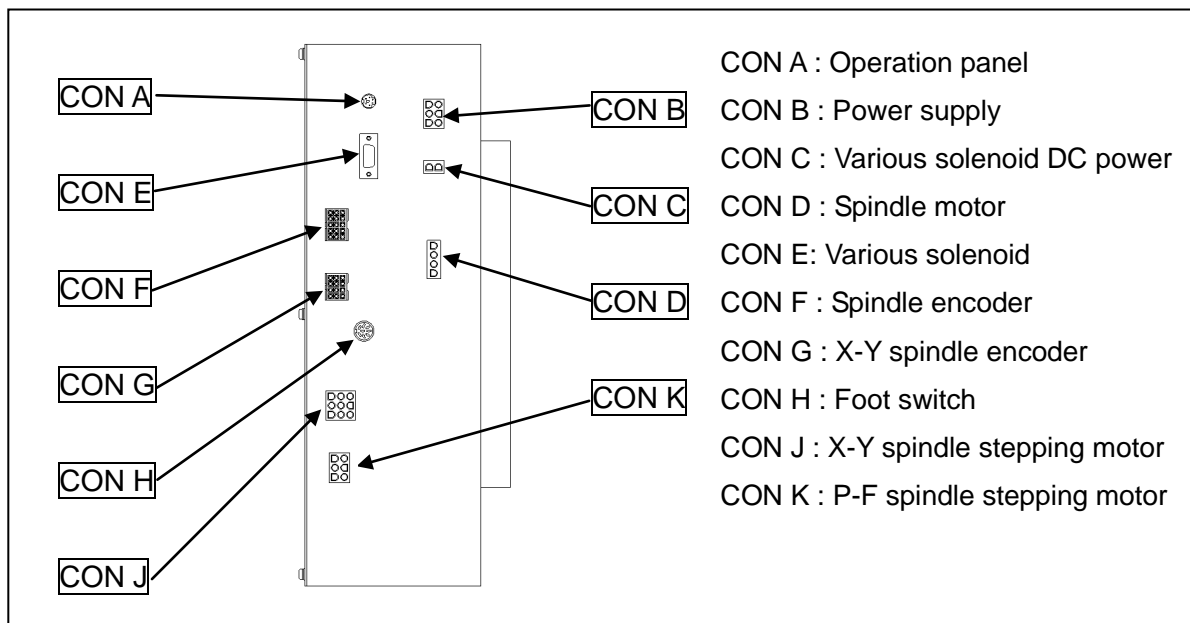 CON A
CON E
CON F
CON G
CON H
CON J
CON B
CON C
CON D
CON K
CON A : Operation panel
CON B : Power supply
CON C : Various solenoid DC power
CON D : Spindle motor
CON E: Various solenoid
CON F : Spindle encoder
CON G : X-Y spindle encoder
CON H : Foot switch
CON J : X-Y spindle stepping motor
CON K : P-F spindle stepping motor